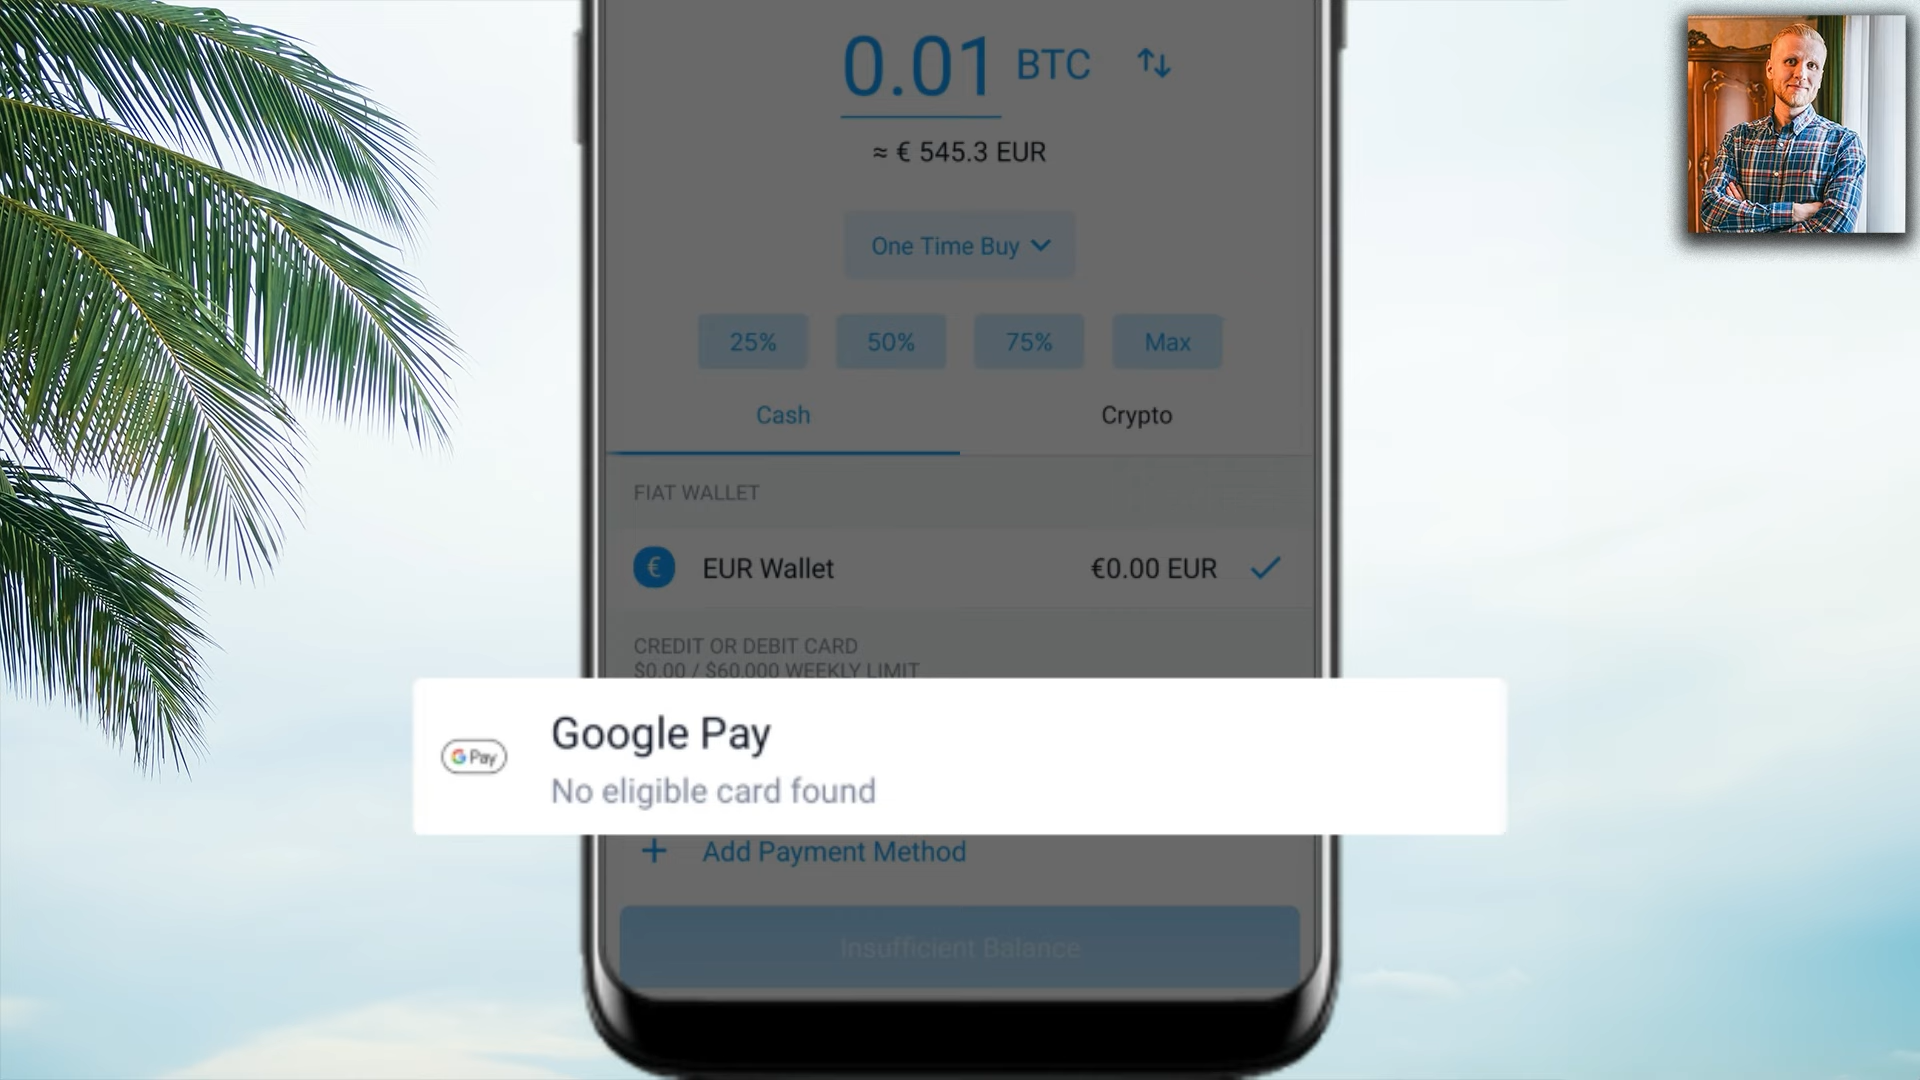 0.01 BTC
≈ € 545.3 EUR
One Time Buy
25% 50% 75% Max
Cash Crypto
FIAT WALLET
€ EUR Wallet €0.00 EUR
CREDIT OR DEBIT CARD
$0.00 / $60,000 WEEKLY LIMIT
G Pay Google Pay
No eligible card found
+ Add Payment Method
Insufficient Balance